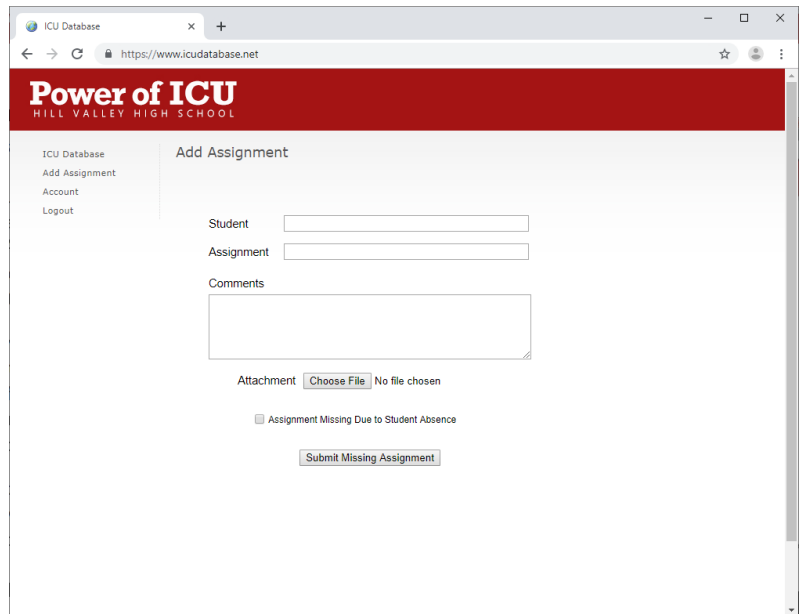 ICU Database
https://www.icudatabase.net
Power of ICU
HILL VALLEY HIGH SCHOOL
ICU Database
Add Assignment
Account
Logout
Add Assignment
Student
Assignment
Comments
Attachment Choose File No file chosen
Assignment Missing Due to Student Absence
Submit Missing Assignment